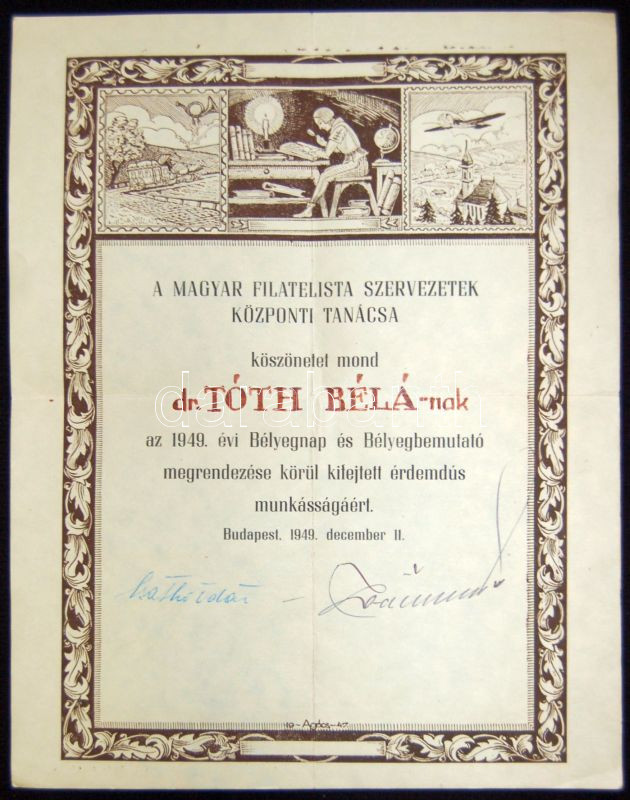 A MAGYAR FILATELISTA SZERVEZETEK
KÖZPONTI TANÁCSA
köszönetet mond
dr. TÓTH BÉLÁ-nak
az 1949. évi Bélyegnap és Bélyegbemutató
megrendezése körül kifejtett érdemdús
munkásságáért.
Budapest, 1949. december 11.